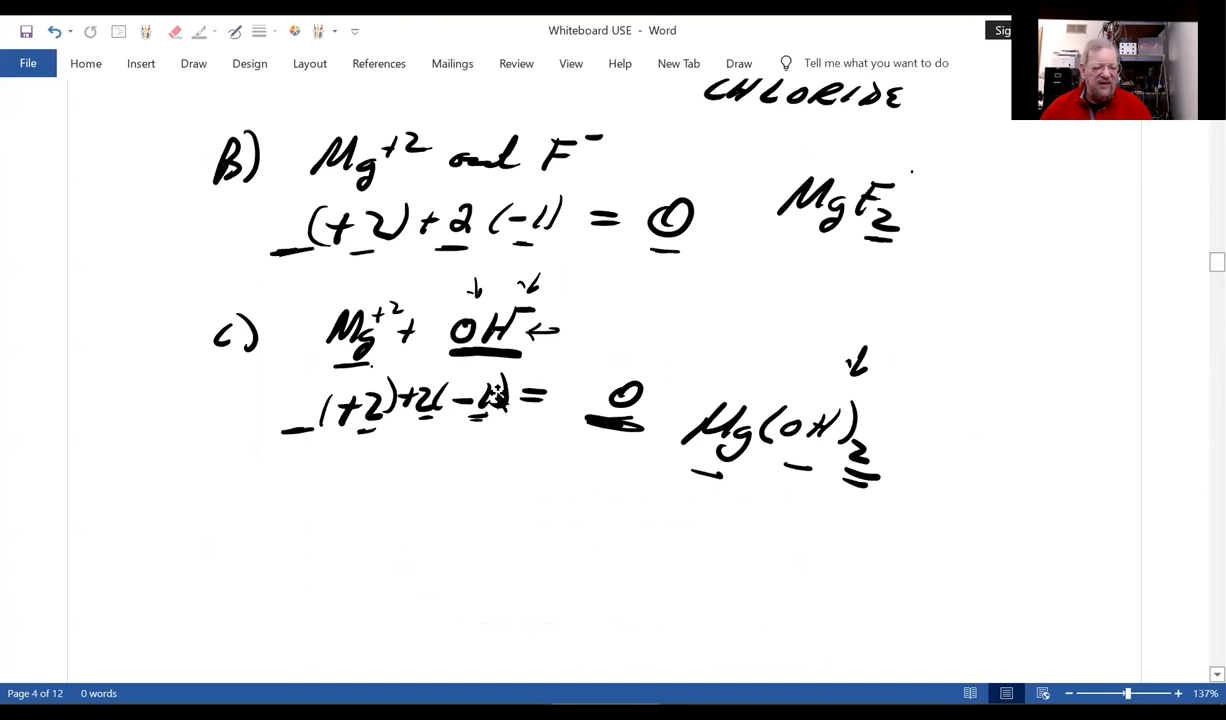 Whiteboard USE - Word
Sig
File Home Insert Draw Design Layout References Mailings Review View Help New Tab Draw Tell me what you want to do
CHLORIDE
B) Mg+2 and F-
_(+2)+2(-1) = 0 MgF2
C) Mg+2 + OH- ←
_(+2)+2(-1) = 0 Mg(OH)2
Page 4 of 12 0 words 137%